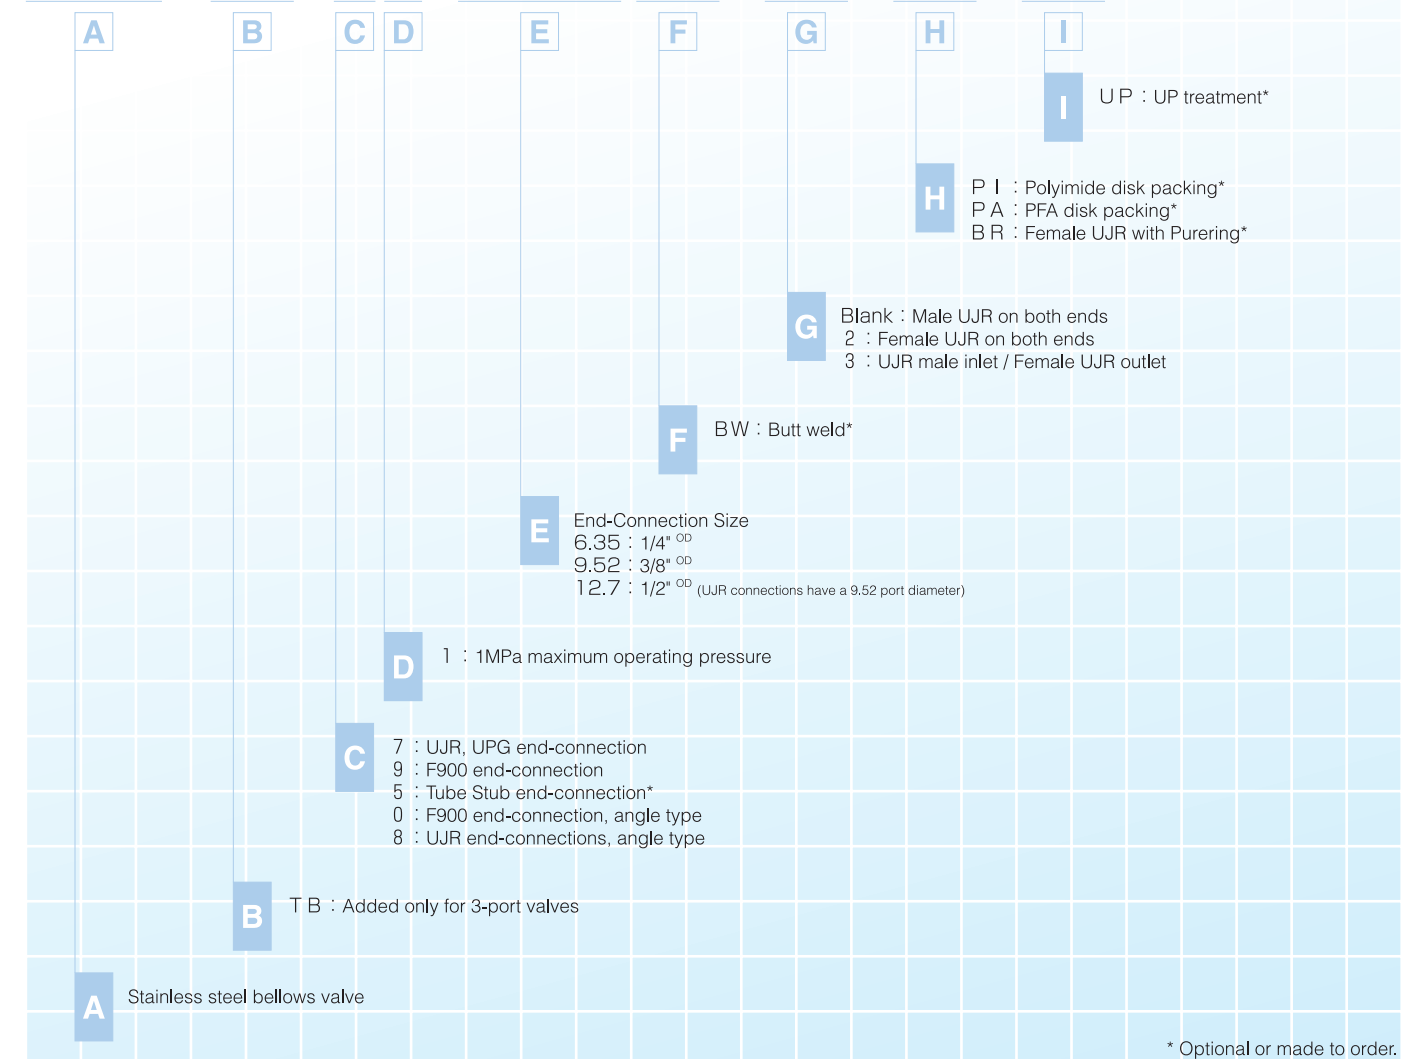 A B C D E F G H I
I
UP : UP treatment*
H
PI : Polyimide disk packing*
PA : PFA disk packing*
BR : Female UJR with Purering*
G
Blank : Male UJR on both ends
2 : Female UJR on both ends
3 : UJR male inlet / Female UJR outlet
F
BW : Butt weld*
E
End-Connection Size
6.35 : 1/4" OD
9.52 : 3/8" OD
12.7 : 1/2" OD (UJR connections have a 9.52 port diameter)
D
1 : 1MPa maximum operating pressure
C
7 : UJR, UPG end-connection
9 : F900 end-connection
5 : Tube Stub end-connection*
0 : F900 end-connection, angle type
8 : UJR end-connections, angle type
B
TB : Added only for 3-port valves
A
Stainless steel bellows valve
* Optional or made to order.